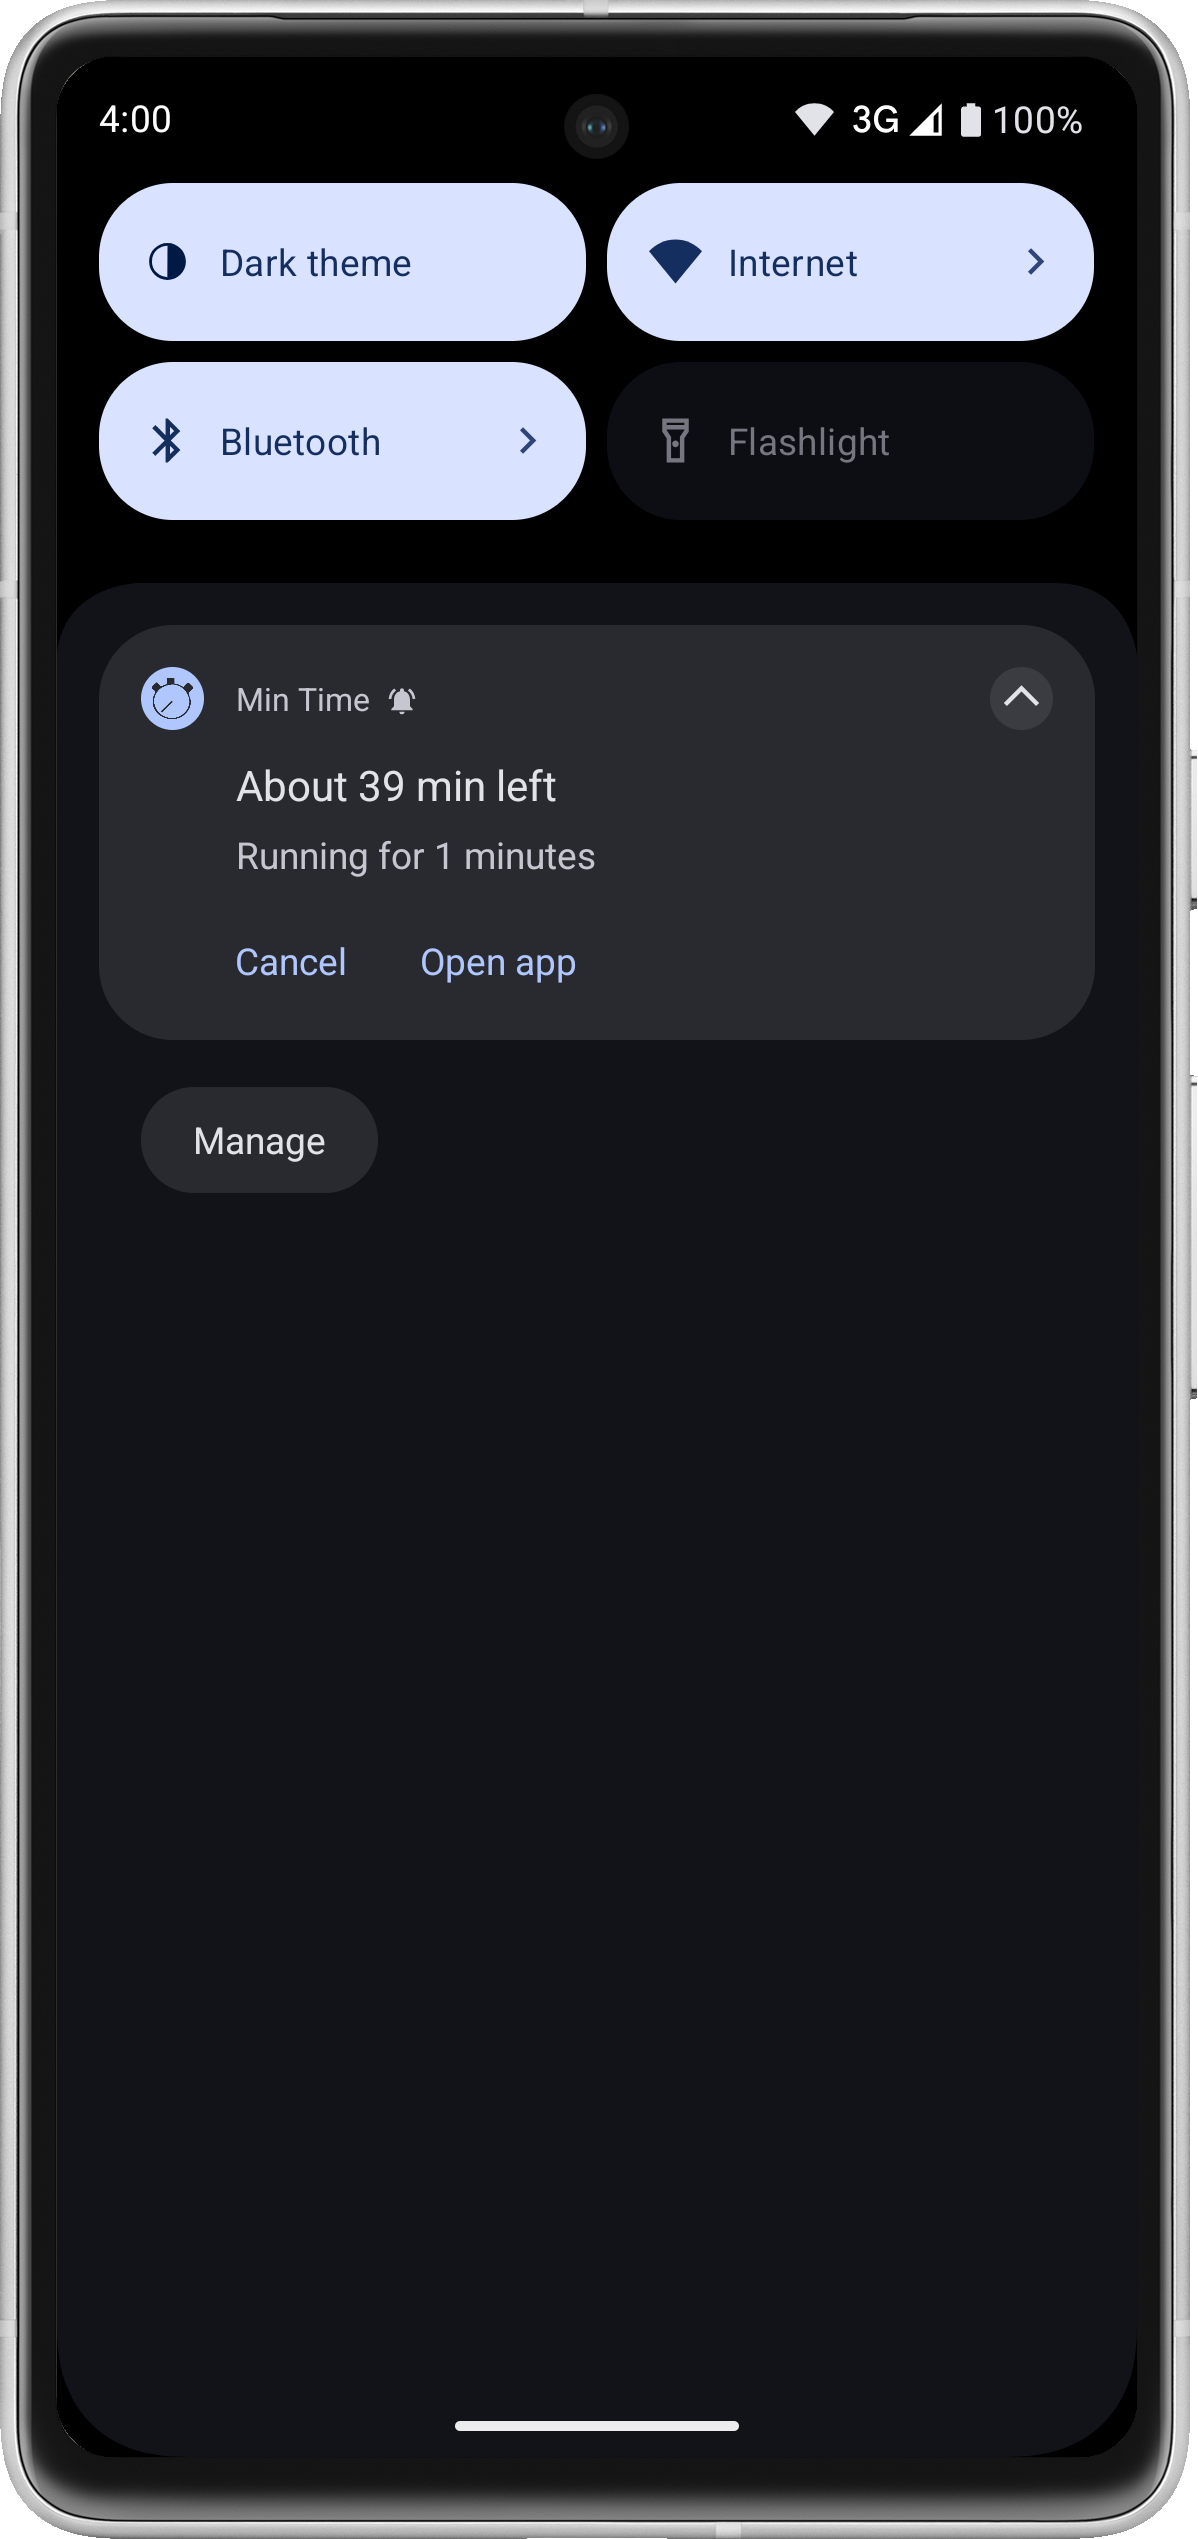 4:00 3G 100%
Dark theme Internet
Bluetooth Flashlight
Min Time
About 39 min left
Running for 1 minutes
Cancel Open app
Manage